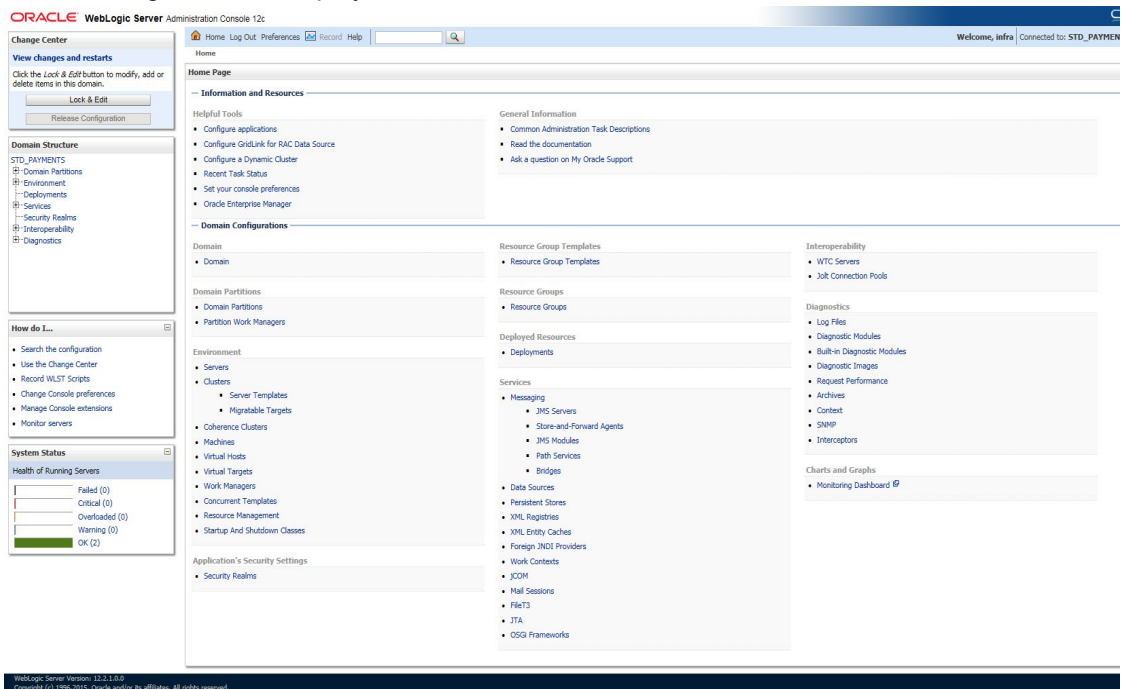 ORACLE WebLogic Server Administration Console 12c
Change Center
View changes and restarts
Click the Lock & Edit button to modify, add or
delete items in this domain.
Lock & Edit
Release Configuration
Domain Structure
STD_PAYMENTS
Domain Partitions
Environment
Deployments
Services
Security Realms
Interoperability
Diagnostics
How do I...
Search the configuration
Use the Change Center
Record WLST Scripts
Change Console preferences
Manage Console extensions
Monitor servers
System Status
Health of Running Servers
Failed (0)
Critical (0)
Overloaded (0)
Warning (0)
OK (2)
Home Log Out Preferences Record Help
Welcome, infra Connected to: STD_PAYMEN
Home
Home Page
Information and Resources
Helpful Tools
Configure applications
Configure GridLink for RAC Data Source
Configure a Dynamic Cluster
Recent Task Status
Set your console preferences
Oracle Enterprise Manager
General Information
Common Administration Task Descriptions
Read the documentation
Ask a question on My Oracle Support
Domain Configurations
Domain
Domain
Domain Partitions
Domain Partitions
Partition Work Managers
Environment
Servers
Clusters
Server Templates
Migratable Targets
Coherence Clusters
Machines
Virtual Hosts
Virtual Targets
Work Managers
Concurrent Templates
Resource Management
Startup And Shutdown Classes
Application's Security Settings
Security Realms
Resource Group Templates
Resource Group Templates
Resource Groups
Resource Groups
Deployed Resources
Deployments
Services
Messaging
JMS Servers
Store-and-Forward Agents
JMS Modules
Path Services
Bridges
Data Sources
Persistent Stores
XML Registries
XML Entity Caches
Foreign JNDI Providers
Work Contexts
jCOM
Mail Sessions
FileT3
JTA
OSGi Frameworks
Interoperability
WTC Servers
Jolt Connection Pools
Diagnostics
Log Files
Diagnostic Modules
Built-in Diagnostic Modules
Diagnostic Images
Request Performance
Archives
Context
SNMP
Interceptors
Charts and Graphs
Monitoring Dashboard
WebLogic Server Version: 12.2.1.0.0
Copyright (c) 1996,2015, Oracle and/or its affiliates. All rights reserved.